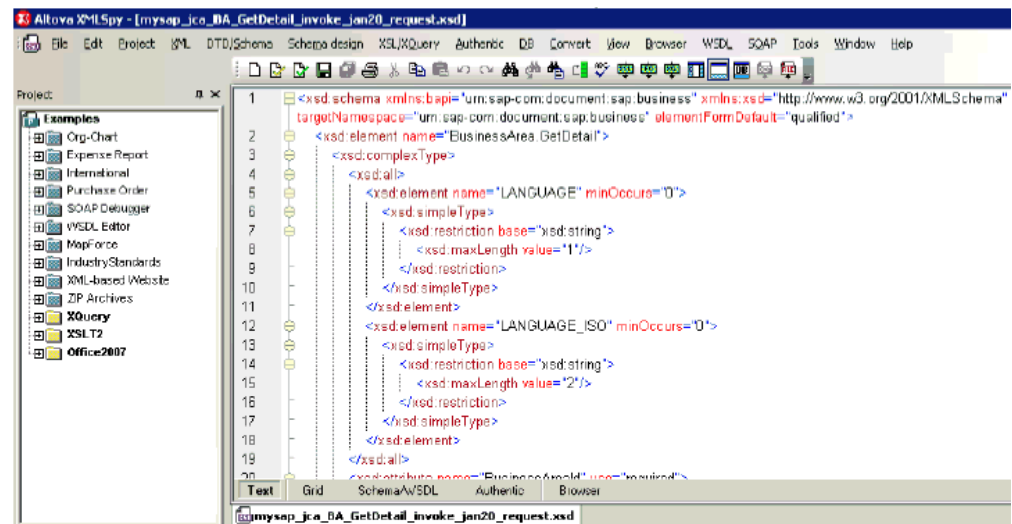 Altova XMLSpy - [mysap_jca_BA_GetDetail_invoke_jan20_request.xsd]
File Edit Project XML DTD/Schema Schema design XSL/XQuery Authentic DB Convert View Browser WSDL SOAP Tools Window Help
Project
Examples
Org-Chart
Expense Report
International
Purchase Order
SOAP Debugger
WSDL Editor
MapForce
IndustryStandards
XML-based Website
ZIP Archives
XQuery
XSLT2
Office2007
1 <xsd:schema xmlns:bapi="urn:sap-com:document:sap.business" xmlns:xsd="http://www.w3.org/2001/XMLSchema"
targetNamespace="urn:sap-com:document:sap.business" elementFormDefault="qualified">
2 <xsd:element name="BusinessArea.GetDetail">
3 <xsd:complexType>
4 <xsd:all>
5 <xsd:element name="LANGUAGE" minOccurs="0">
6 <xsd:simpleType>
7 <xsd:restriction base="xsd:string">
8 <xsd:maxLength value="1"/>
9 </xsd:restriction>
10 </xsd:simpleType>
11 </xsd:element>
12 <xsd:element name="LANGUAGE_ISO" minOccurs="0">
13 <xsd:simpleType>
14 <xsd:restriction base="xsd:string">
15 <xsd:maxLength value="2"/>
16 </xsd:restriction>
17 </xsd:simpleType>
18 </xsd:element>
19 </xsd:all>
20 <xsd:attribute name="BusinessAreaId" use="required">
Text Grid Schema/WSDL Authentic Browser
mysap_jca_BA_GetDetail_invoke_jan20_request.xsd